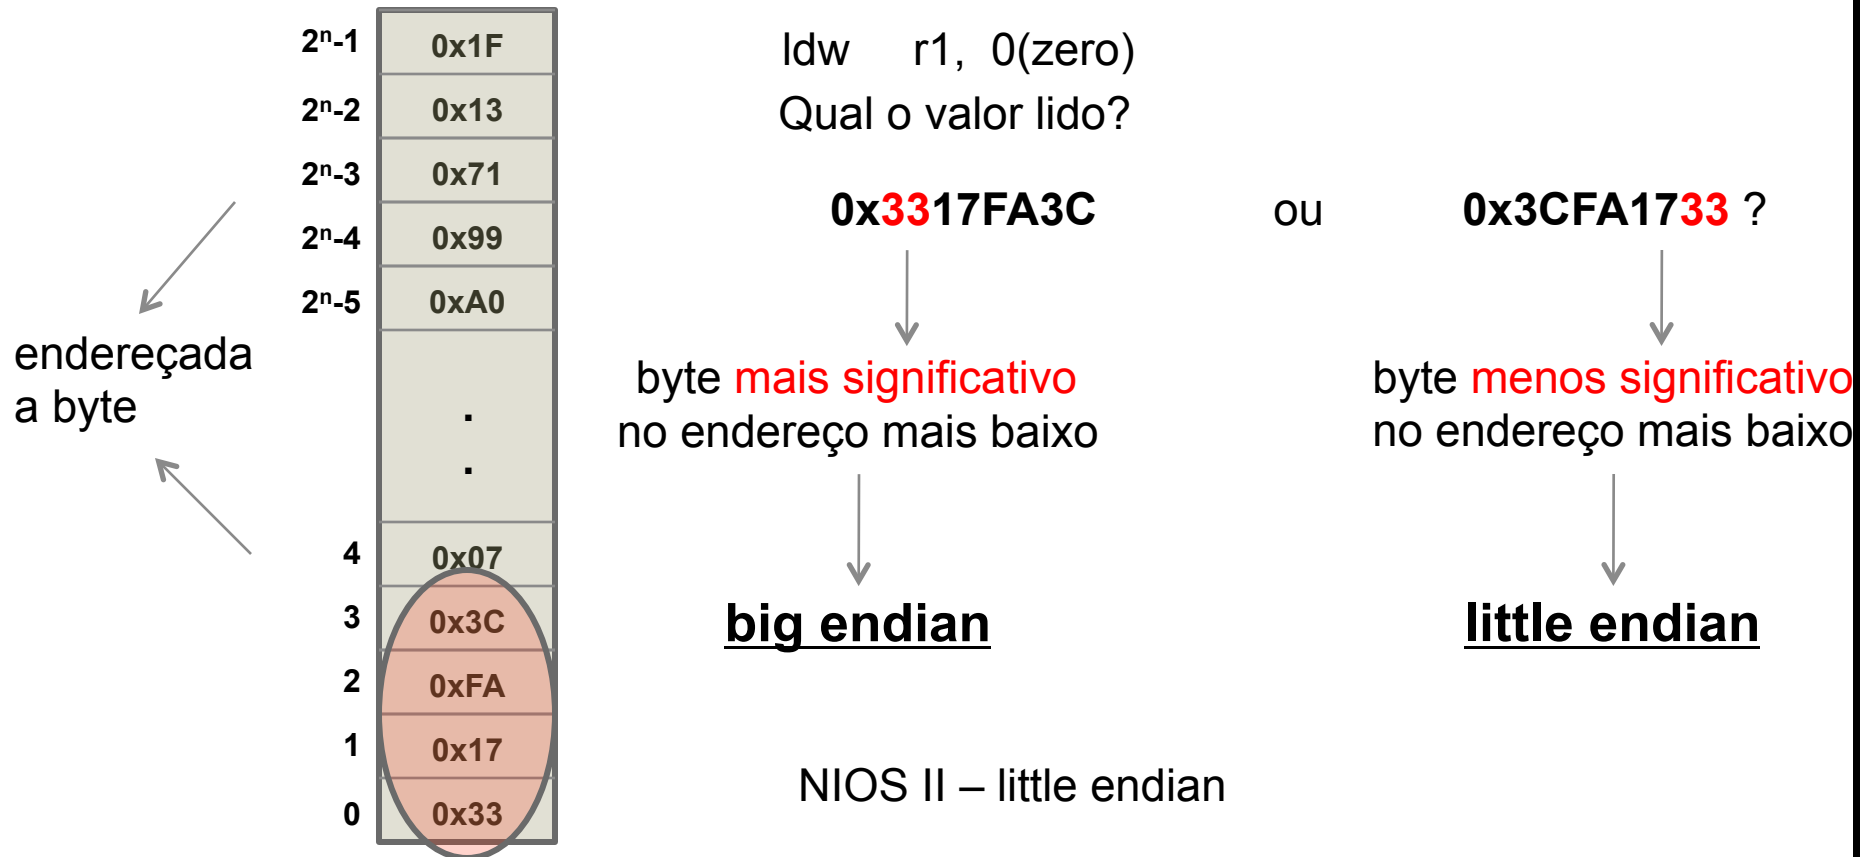 2ⁿ-1 0x1F
2ⁿ-2 0x13
2ⁿ-3 0x71
2ⁿ-4 0x99
2ⁿ-5 0xA0
.
.
4 0x07
3 0x3C
2 0xFA
1 0x17
0 0x33
endereçada
a byte
ldw r1, 0(zero)
Qual o valor lido?
0x3317FA3C ou 0x3CFA1733 ?
byte mais significativo
no endereço mais baixo
big endian
byte menos significativo
no endereço mais baixo
little endian
NIOS II – little endian